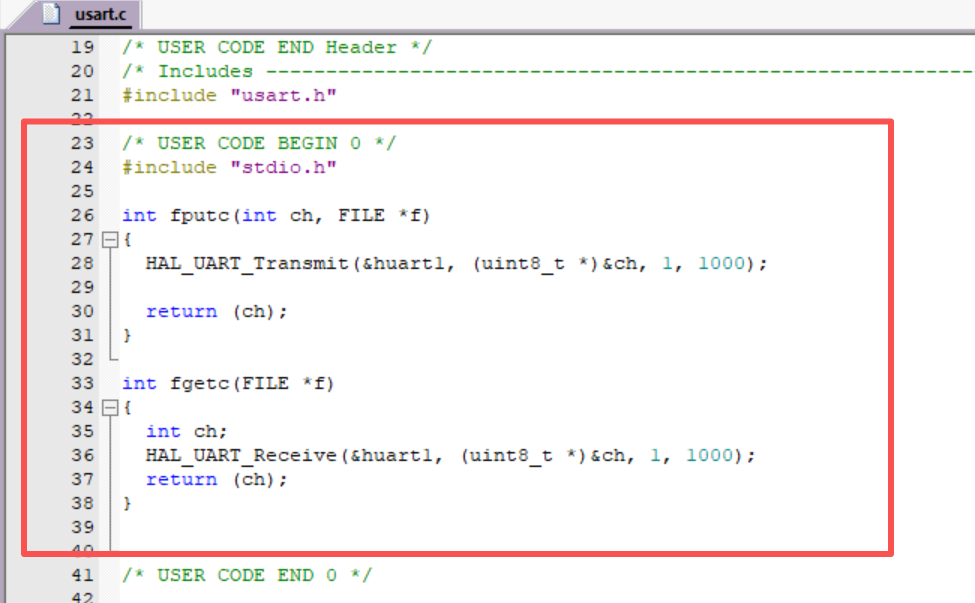 usart.c
19 /* USER CODE END Header */
20 /* Includes ------------------------------------------------------------
21 #include "usart.h"
22
23 /* USER CODE BEGIN 0 */
24 #include "stdio.h"
25
26 int fputc(int ch, FILE *f)
27 {
28 HAL_UART_Transmit(&huart1, (uint8_t *)&ch, 1, 1000);
29
30 return (ch);
31 }
32
33 int fgetc(FILE *f)
34 {
35 int ch;
36 HAL_UART_Receive(&huart1, (uint8_t *)&ch, 1, 1000);
37 return (ch);
38 }
39
40
41 /* USER CODE END 0 */
42